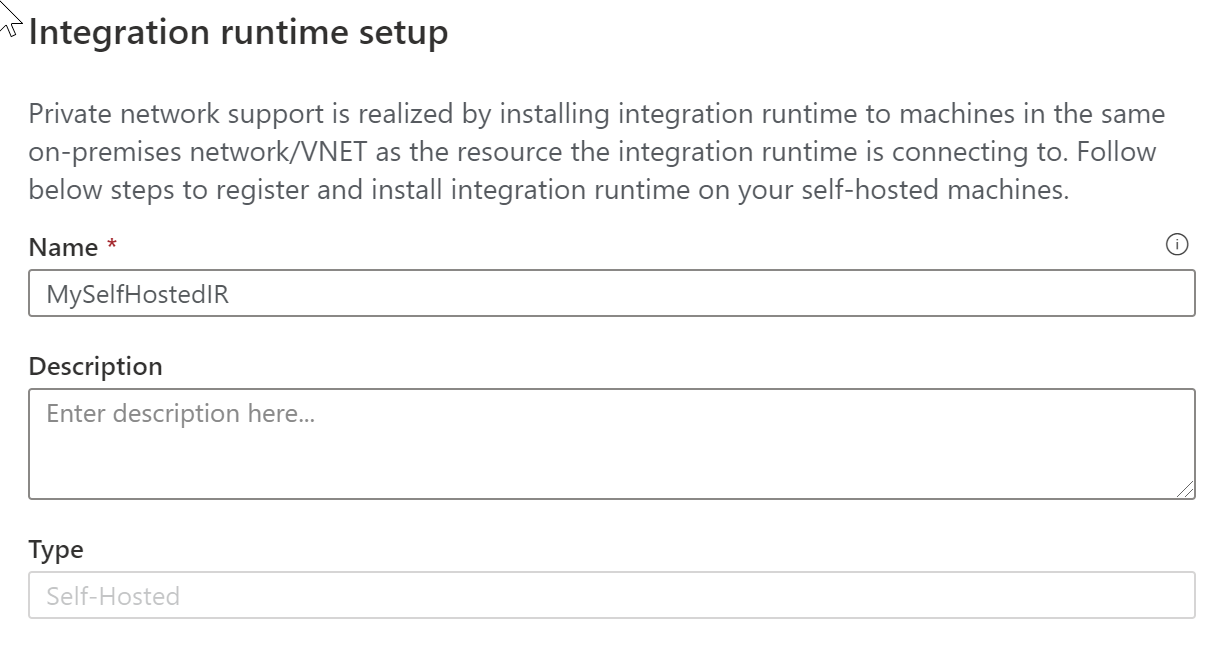 Integration runtime setup
Private network support is realized by installing integration runtime to machines in the same
on-premises network/VNET as the resource the integration runtime is connecting to. Follow
below steps to register and install integration runtime on your self-hosted machines.
Name *
MySelfHostedIR
Description
Enter description here...
Type
Self-Hosted